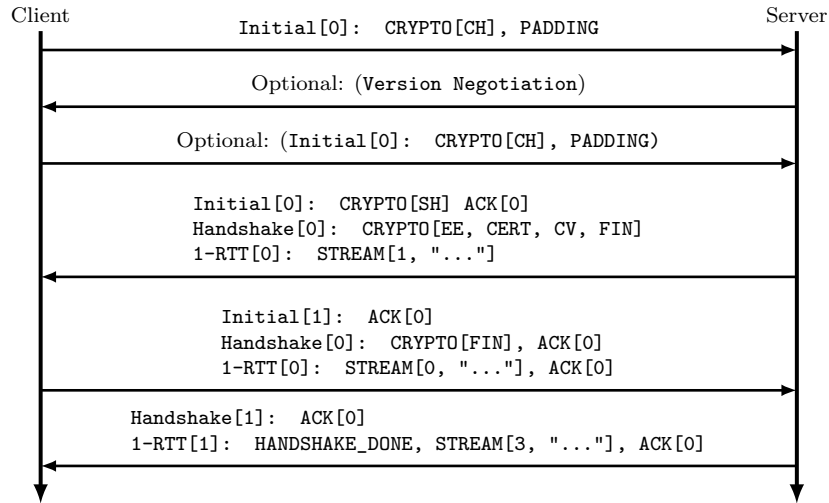 Client Server
Initial[0]: CRYPTO[CH], PADDING
Optional: (Version Negotiation)
Optional: (Initial[0]: CRYPTO[CH], PADDING)
Initial[0]: CRYPTO[SH] ACK[0]
Handshake[0]: CRYPTO[EE, CERT, CV, FIN]
1-RTT[0]: STREAM[1, "..."]
Initial[1]: ACK[0]
Handshake[0]: CRYPTO[FIN], ACK[0]
1-RTT[0]: STREAM[0, "..."], ACK[0]
Handshake[1]: ACK[0]
1-RTT[1]: HANDSHAKE_DONE, STREAM[3, "..."], ACK[0]